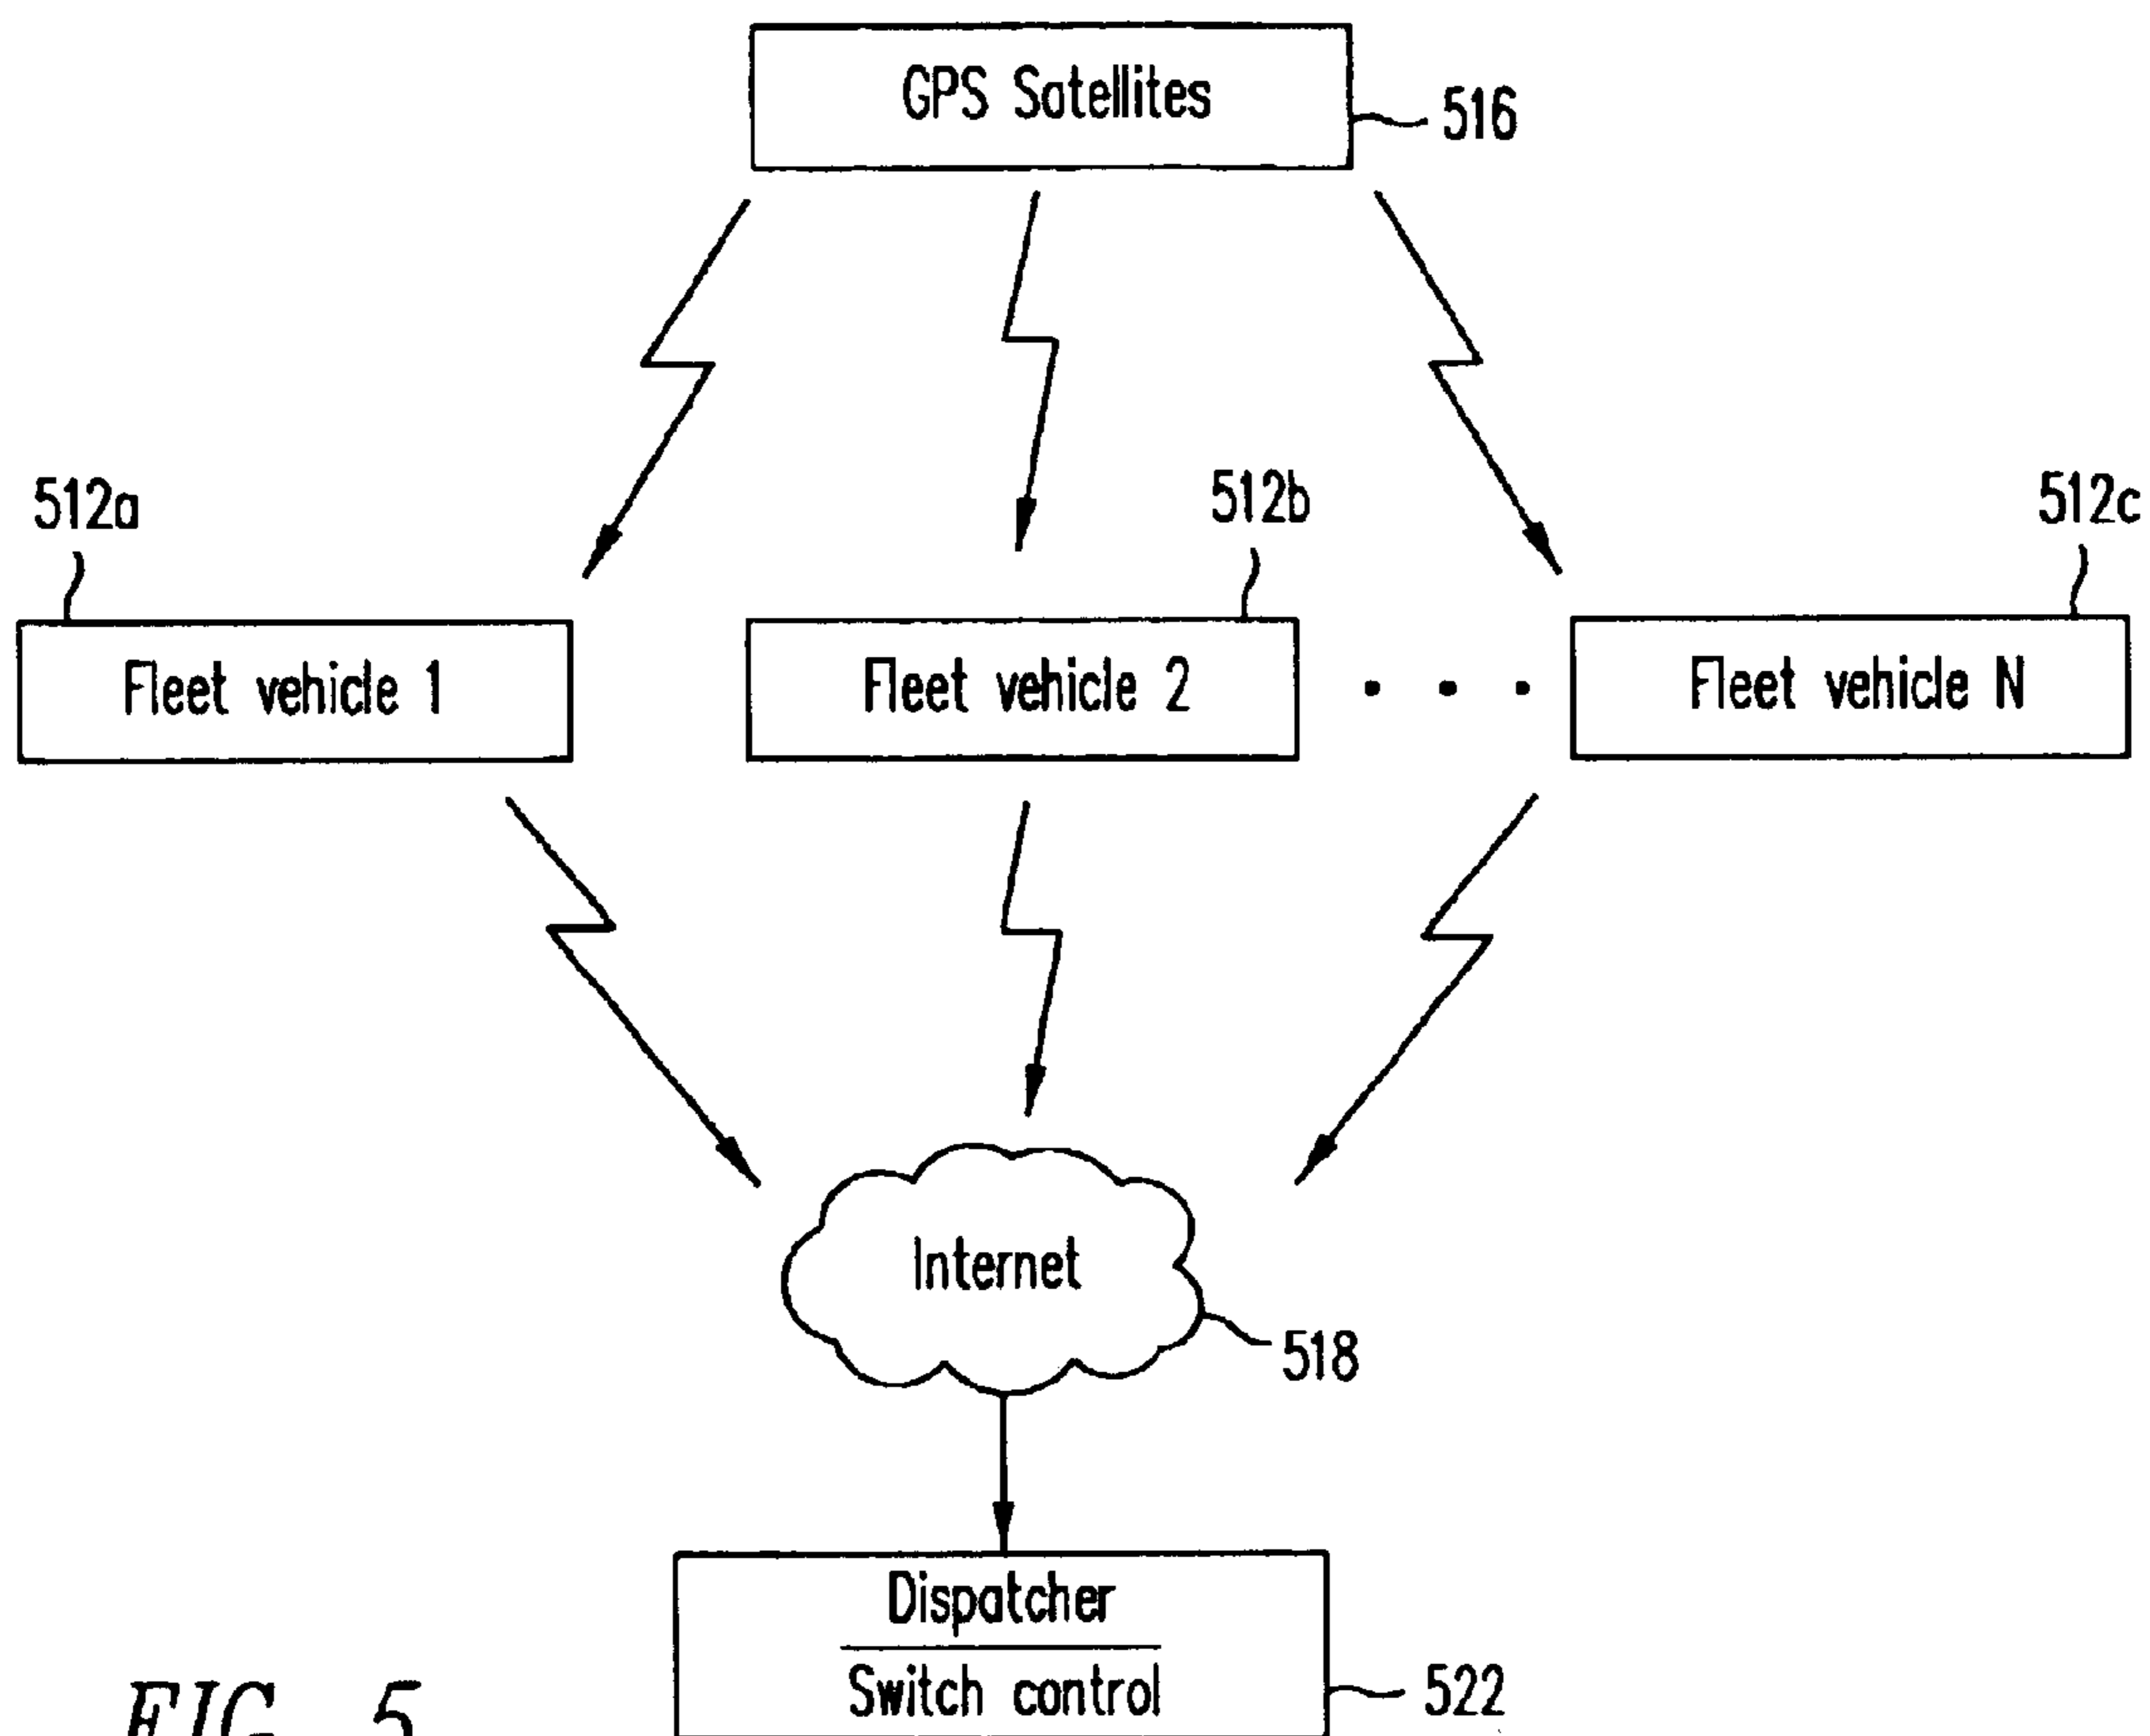 GPS Satellites
516
512a
512b
512c
Fleet vehicle 1
Fleet vehicle 2
. . .
Fleet vehicle N
Internet
518
Dispatcher
Switch control
522
FIG. 5